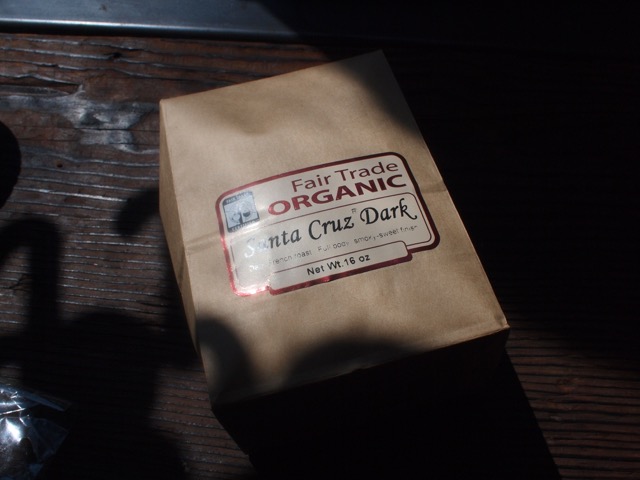 Fair Trade
ORGANIC
Santa Cruz® Dark
French roast. Full body, smoky-sweet finish
Net Wt. 16 oz